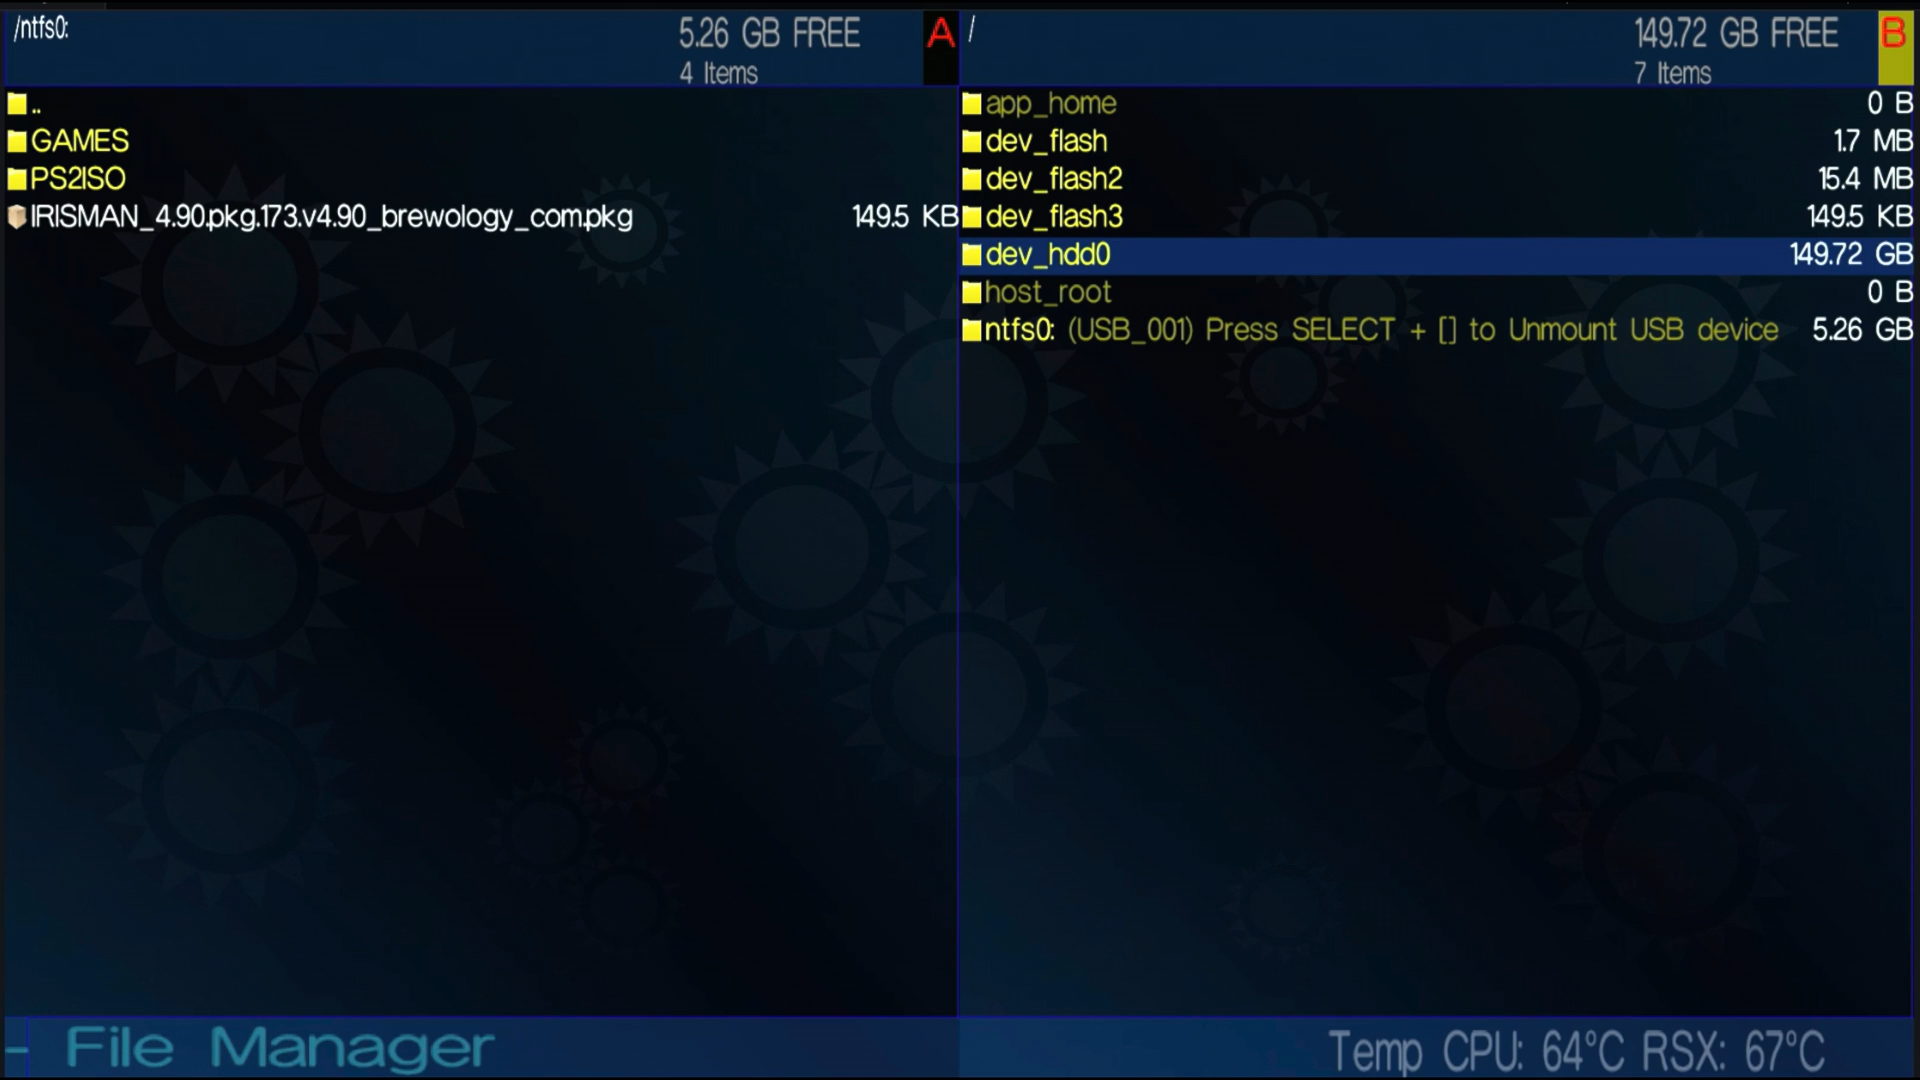 /ntfs0:
5.26 GB FREE
4 Items
A
..
GAMES
PS2ISO
IRISMAN_4.90.pkg.173.v4.90_brewology_com.pkg 149.5 KB
/
149.72 GB FREE
7 Items
B
app_home 0 B
dev_flash 1.7 MB
dev_flash2 15.4 MB
dev_flash3 149.5 KB
dev_hdd0 149.72 GB
host_root 0 B
ntfs0: (USB_001) Press SELECT + [] to Unmount USB device 5.26 GB
- File Manager
Temp CPU: 64°C RSX: 67°C